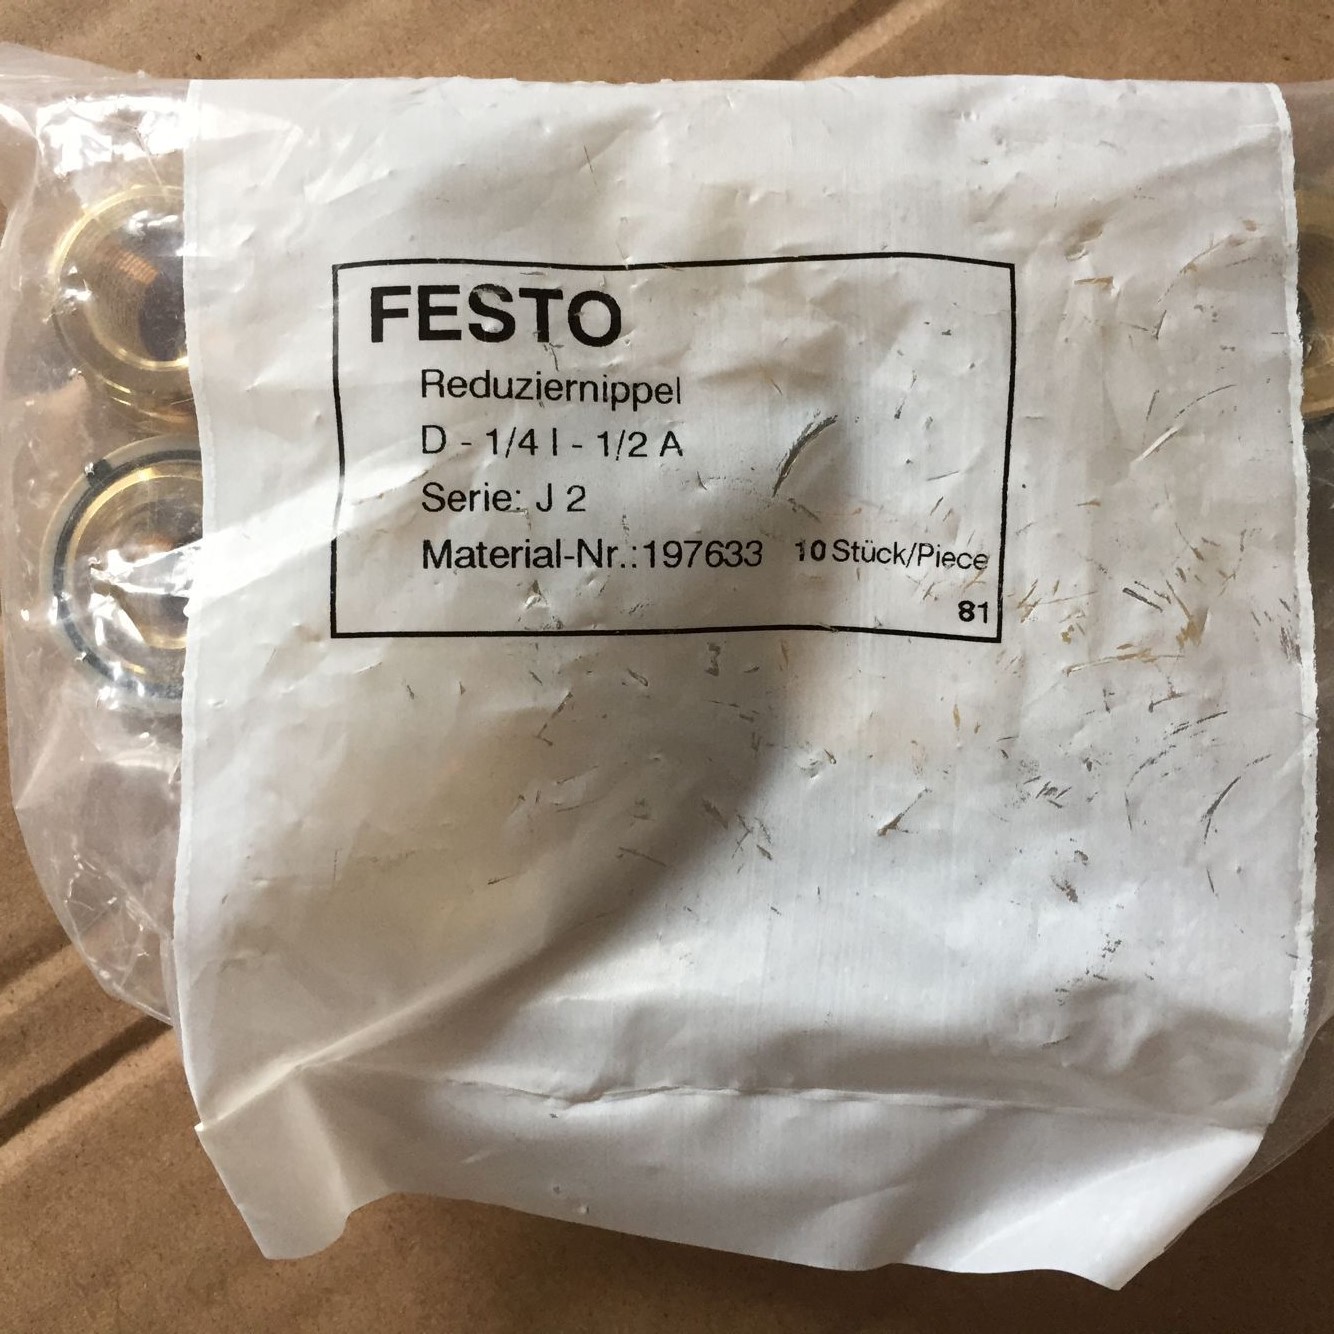 FESTO
Reduziernippel
D - 1/4 I - 1/2 A
Serie: J 2
Material-Nr.:197633 10 Stück/Piece
81